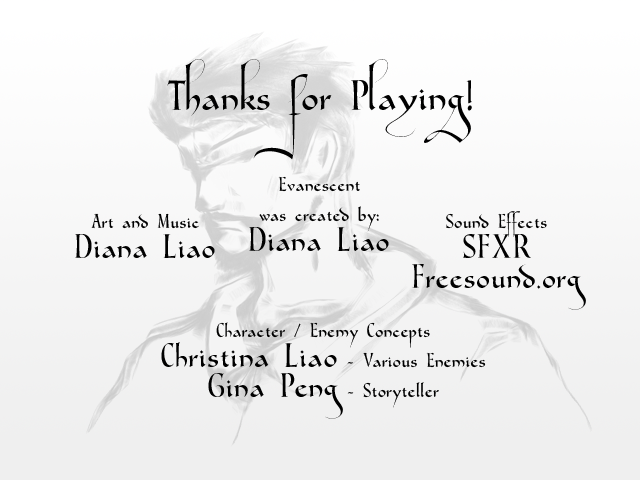 Thanks for Playing!
Evanescent
was created by:
Diana Liao
Art and Music
Diana Liao
Sound Effects
SFXR
Freesound.org
Character / Enemy Concepts
Christina Liao - Various Enemies
Gina Peng - Storyteller